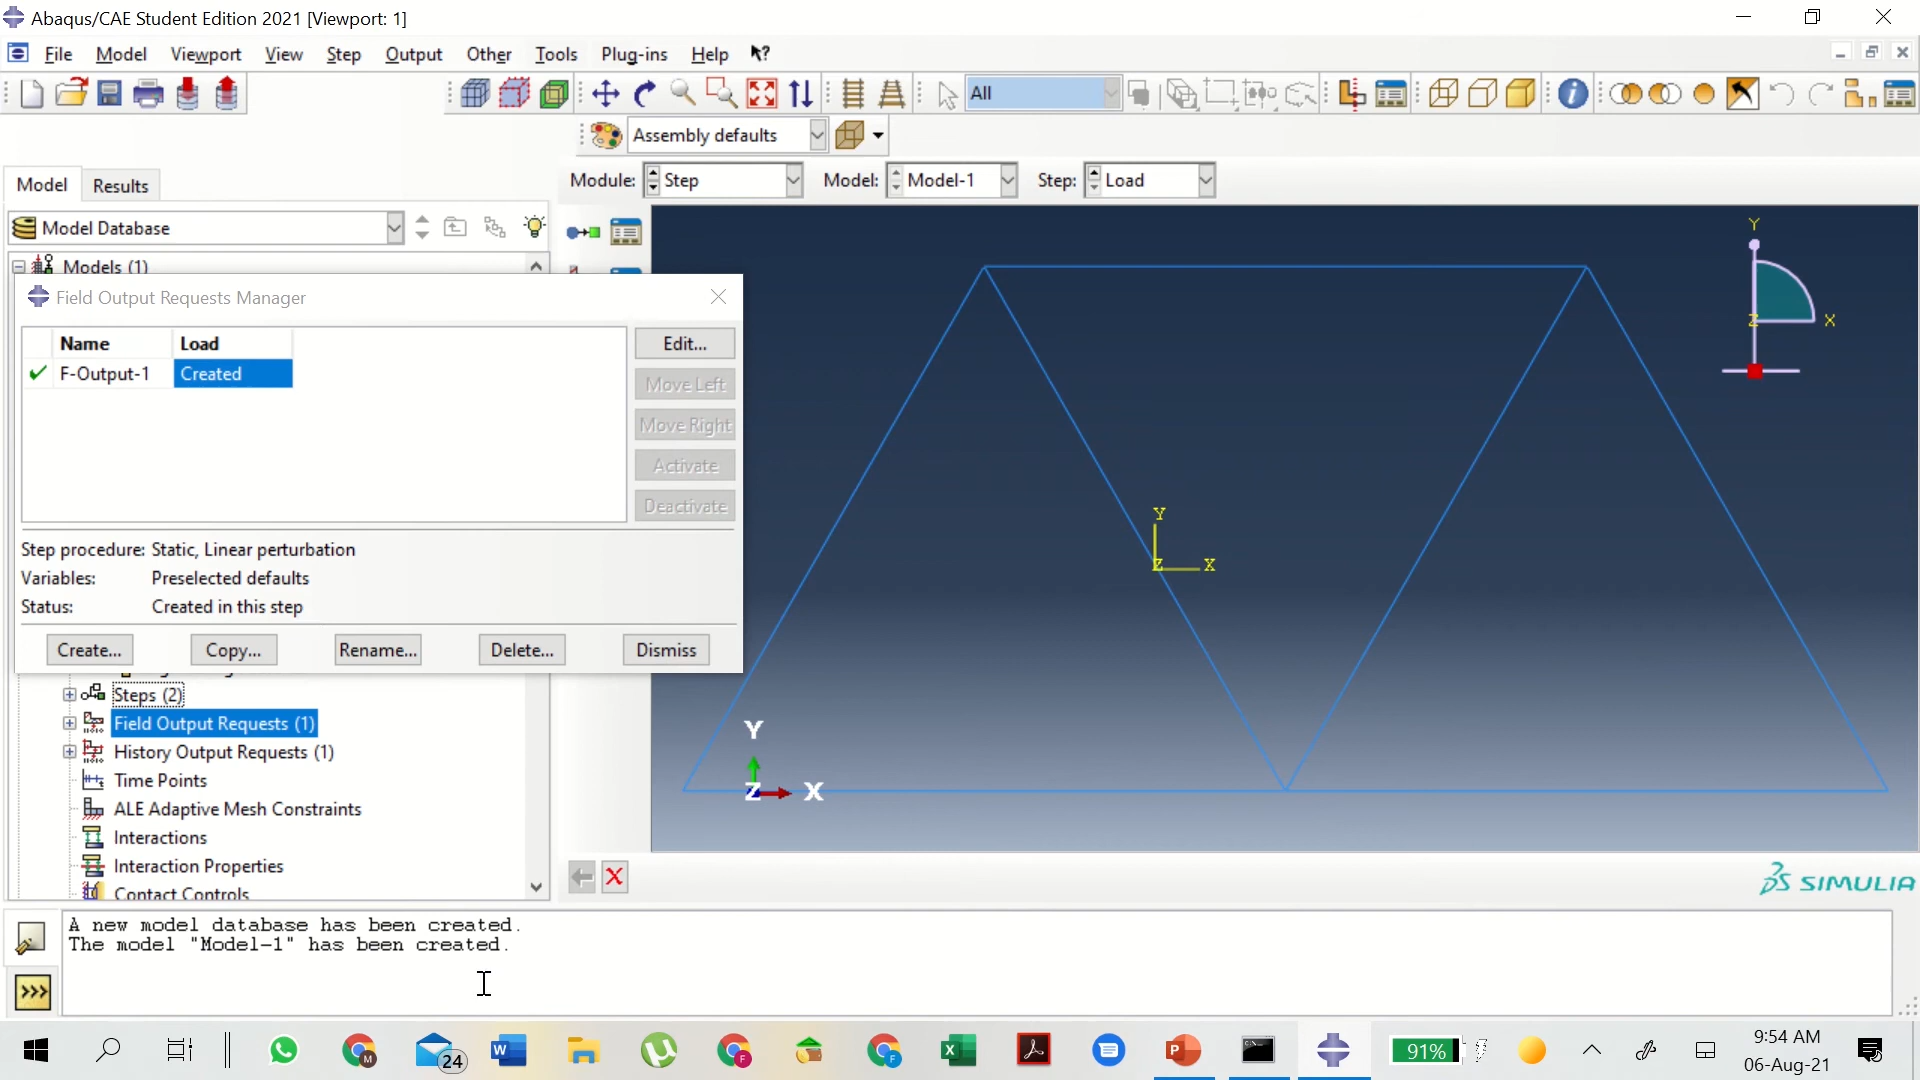 Abaqus/CAE Student Edition 2021 [Viewport: 1]
File Model Viewport View Step Output Other Tools Plug-ins Help
All
Assembly defaults
Model Results
Module: Step Model: Model-1 Step: Load
Model Database
Models (1)
Field Output Requests Manager
Name Load
F-Output-1 Created
Edit...
Move Left
Move Right
Activate
Deactivate
Step procedure: Static, Linear perturbation
Variables: Preselected defaults
Status: Created in this step
Create... Copy... Rename... Delete... Dismiss
Steps (2)
Field Output Requests (1)
History Output Requests (1)
Time Points
ALE Adaptive Mesh Constraints
Interactions
Interaction Properties
Contact Controls
Y
Z X
Y
Z X
Y
Z X
SIMULIA
A new model database has been created.
The model "Model-1" has been created.
>>>
24
91%
9:54 AM
06-Aug-21